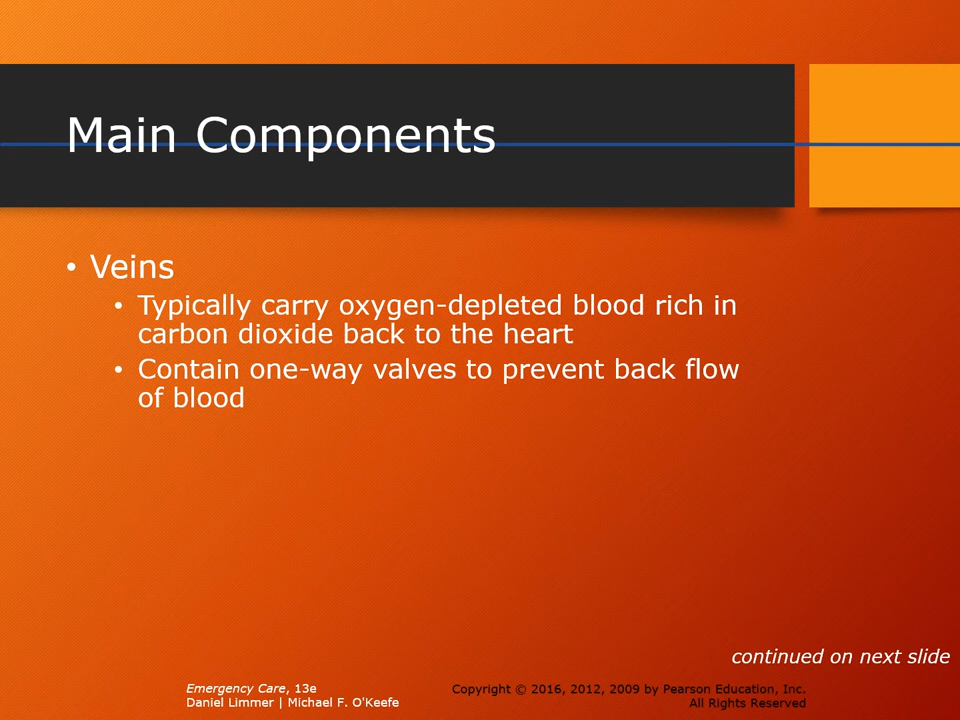 Main Components
• Veins
• Typically carry oxygen-depleted blood rich in
carbon dioxide back to the heart
• Contain one-way valves to prevent back flow
of blood
continued on next slide
Emergency Care, 13e
Daniel Limmer | Michael F. O'Keefe
Copyright © 2016, 2012, 2009 by Pearson Education, Inc.
All Rights Reserved